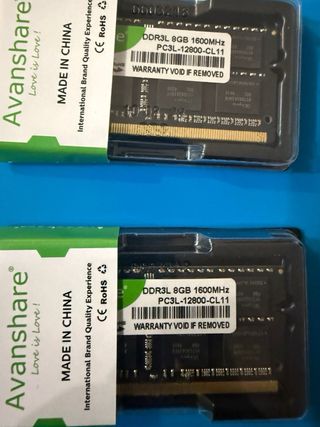 Avanshare®
Love is Love !
MADE IN CHINA
International Brand Quality Experience
CE RoHS
DDR3L 8GB 1600MHz
PC3L-12800-CL11
WARRANTY VOID IF REMOVED
Avanshare®
Love is Love !
MADE IN CHINA
International Brand Quality Experience
CE RoHS
DDR3L 8GB 1600MHz
PC3L-12800-CL11
WARRANTY VOID IF REMOVED